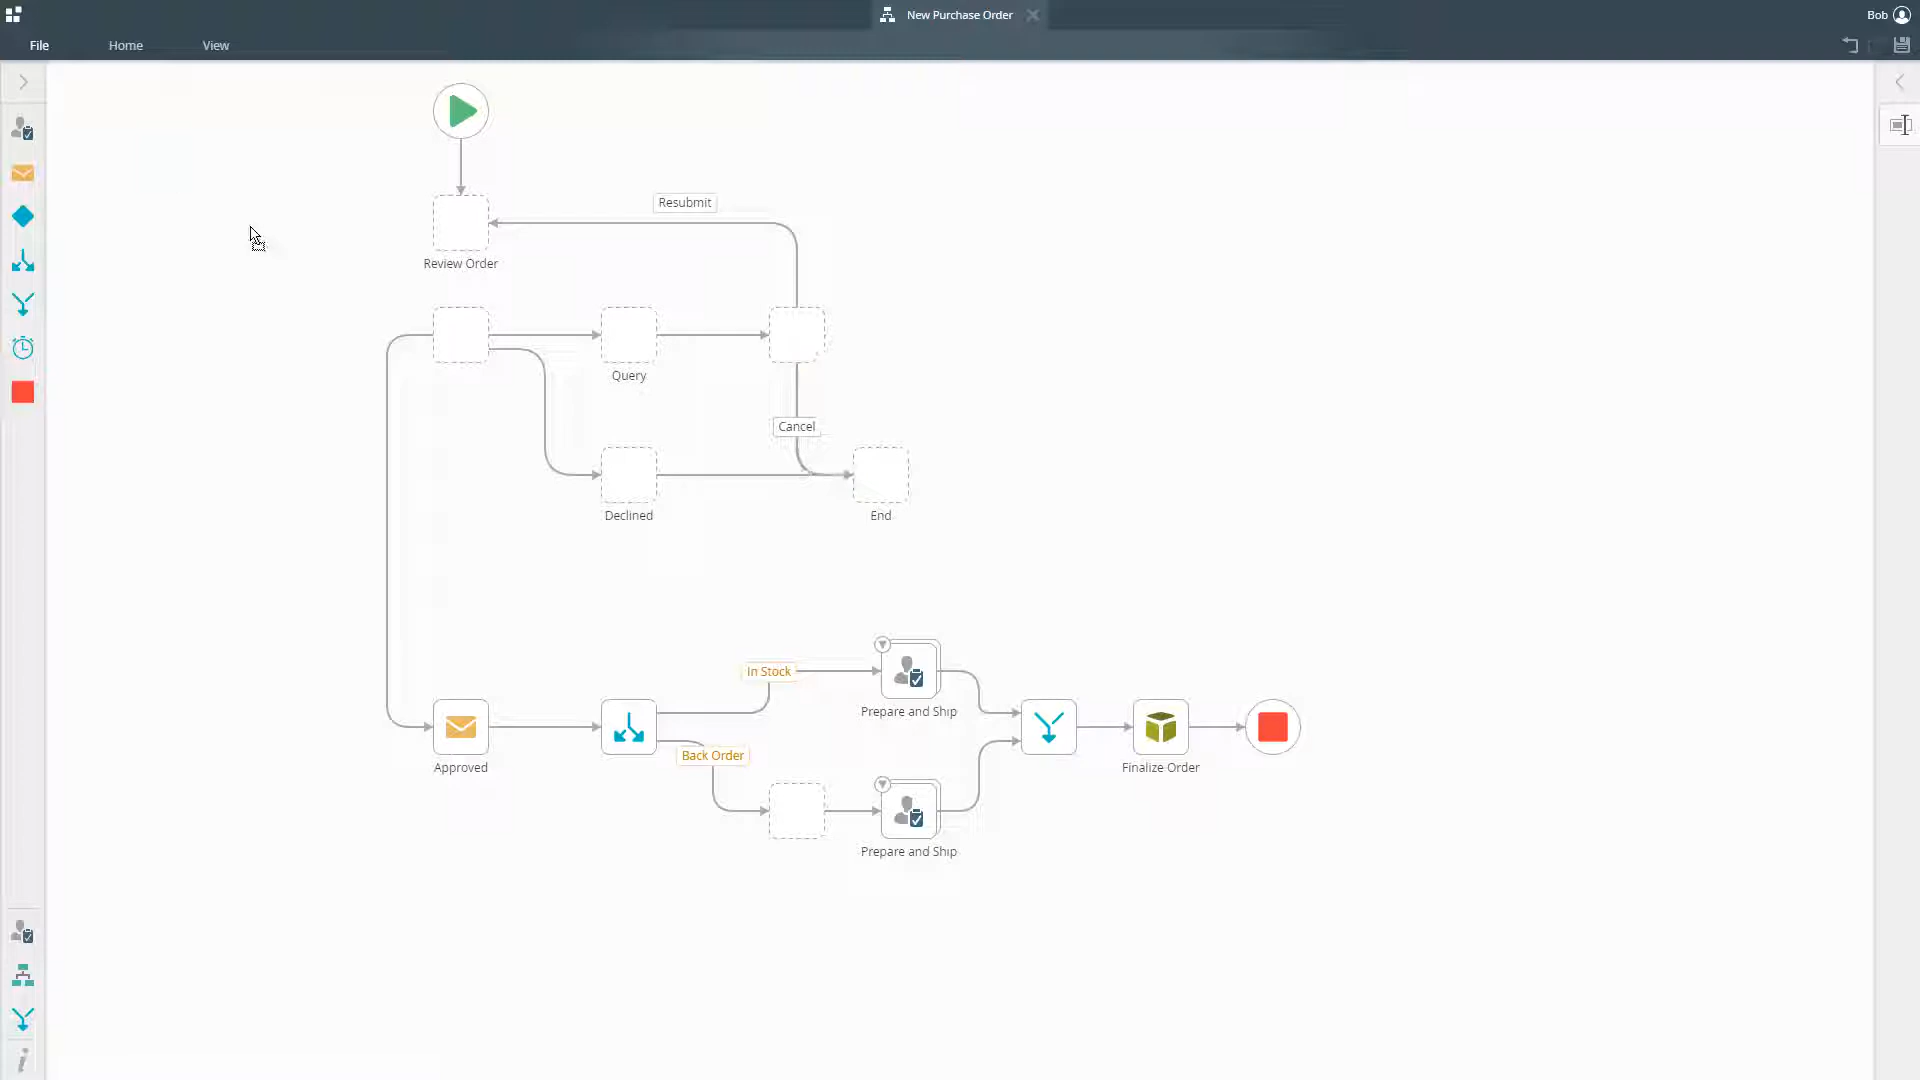 New Purchase Order
Bob
File
Home
View
Resubmit
Review Order
Query
Cancel
Declined
End
In Stock
Prepare and Ship
Back Order
Approved
Finalize Order
Prepare and Ship